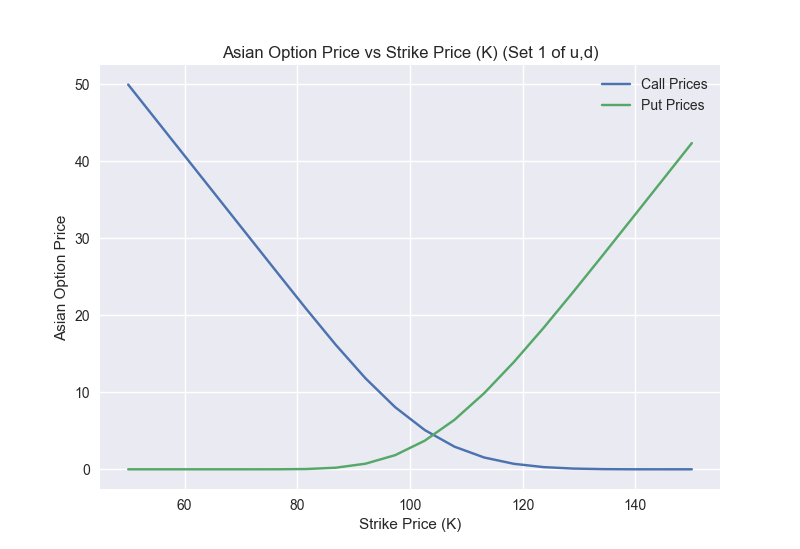 Asian Option Price vs Strike Price (K) (Set 1 of u,d)
Call Prices
Put Prices
Asian Option Price
50
40
30
20
10
0
60 80 100 120 140
Strike Price (K)